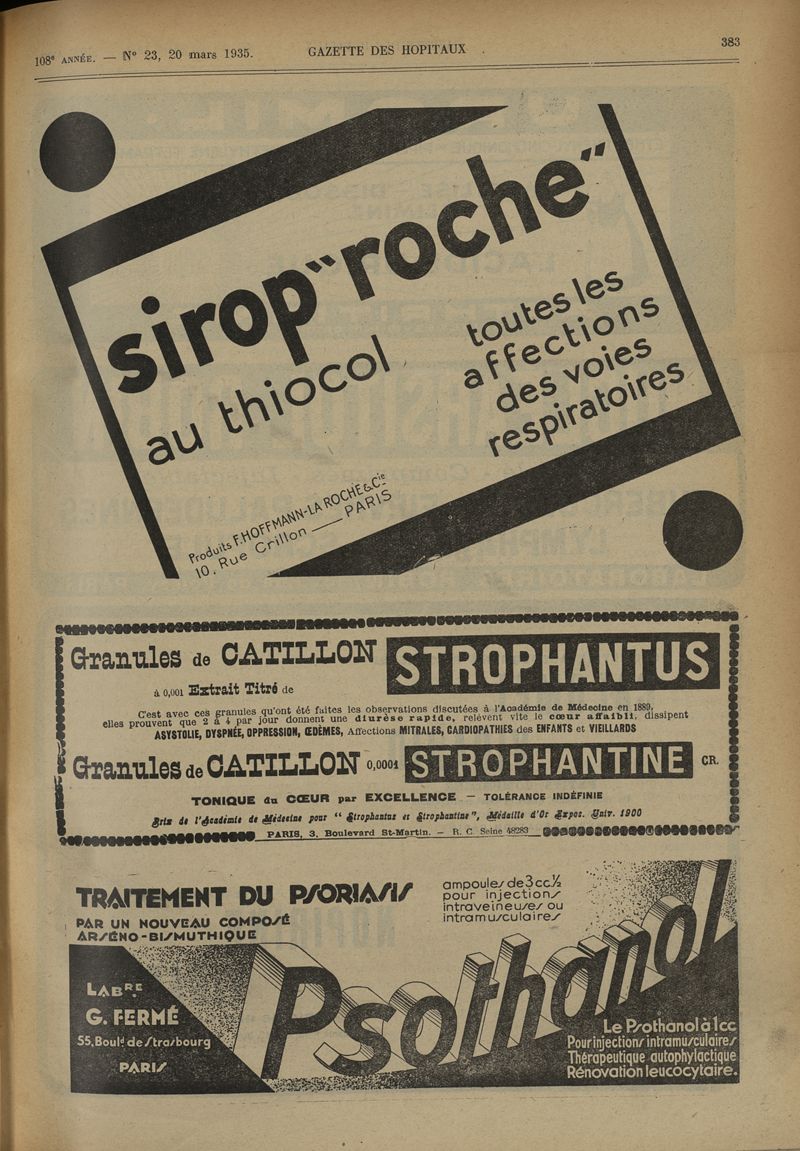 108e ANNÉE. — No 23, 20 mars 1935.
GAZETTE DES HOPITAUX
383
sirop "roche"
au thiocol
toutes les
affections
des voies
respiratoires
Produits F. HOFFMANN-LA ROCHE & Cie
10, Rue Crillon — PARIS
Granules de CATILLON
à 0,001 Extrait Titré de
STROPHANTUS
C'est avec ces granules qu'ont été faites les observations discutées à l'Académie de Médecine en 1889,
elles prouvent que 2 à 4 par jour donnent une diurèse rapide, relèvent vite le cœur affaibli, dissipent
ASYSTOLIE, DYSPNÉE, OPPRESSION, ŒDÈMES, Affections MITRALES, CARDIOPATHIES des ENFANTS et VIEILLARDS
Granules de CATILLON 0,0001 STROPHANTINE CR.
TONIQUE du CŒUR par EXCELLENCE — TOLÉRANCE INDÉFINIE
Prix de l'Académie de Médecine pour "Strophantus et Strophantine", Médaille d'Or Expos. Univ. 1900
PARIS, 3, Boulevard St-Martin. — R. C. Seine 48283
TRAITEMENT DU PSORIASIS
PAR UN NOUVEAU COMPOSÉ
ARSÉNO-BISMUTHIQUE
ampoules de 3cc.½
pour injections
intraveineuses ou
intramusculaires
Psothanol
LABRE
G. FERMÉ
55, Bould de Strasbourg
PARIS
Le Psothanol à 1cc
Pour injections intramusculaires
Thérapeutique autophylactique
Rénovation leucocytaire.